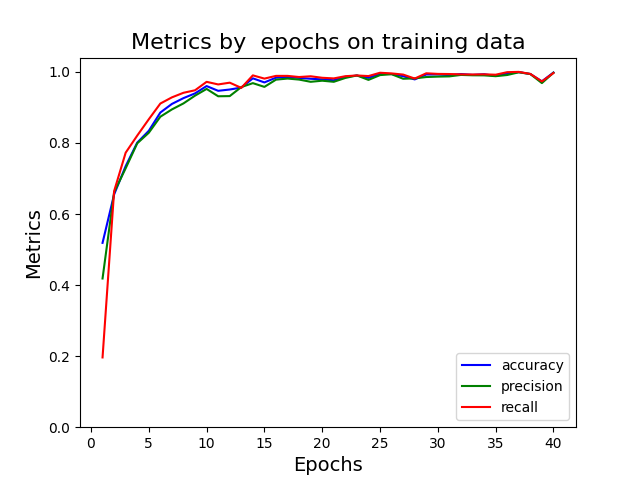 Metrics by  epochs on training data
Metrics
1.0
0.8
0.6
0.4
0.2
0.0
0 5 10 15 20 25 30 35 40
Epochs
accuracy
precision
recall